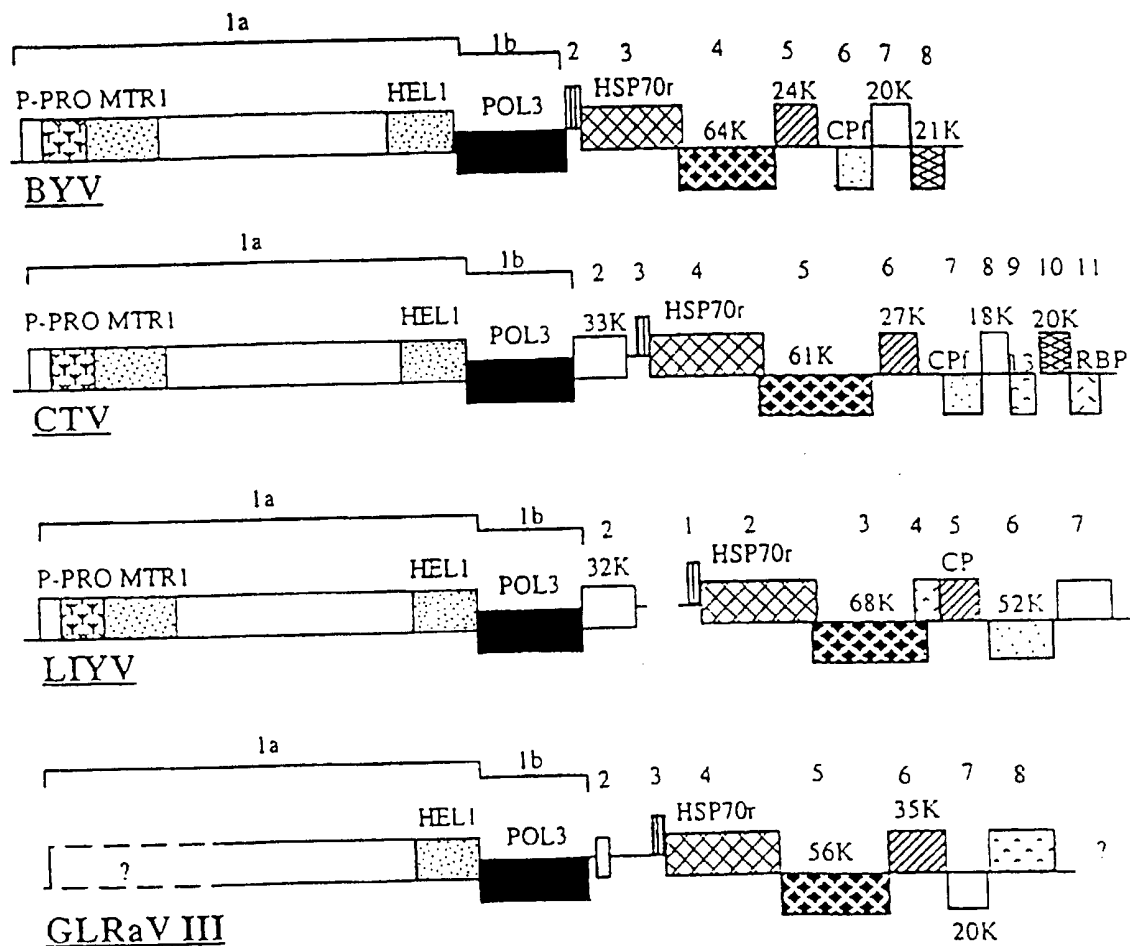 1a
1b 2 3 4 5 6 7 8
P-PRO MTR1 HEL1 POL3 HSP70r 64K 24K CPf 20K 21K
BYV
1a
1b 2 3 4 5 6 7 8 9 10 11
P-PRO MTR1 HEL1 POL3 33K HSP70r 61K 27K CPf 18K 13 20K RBP
CTV
1a
1b 2 1 2 3 4 5 6 7
P-PRO MTR1 HEL1 POL3 32K HSP70r 68K CP 52K
LIYV
1a
1b 2 3 4 5 6 7 8
? HEL1 POL3 HSP70r 56K 35K ?
20K
GLRaV III